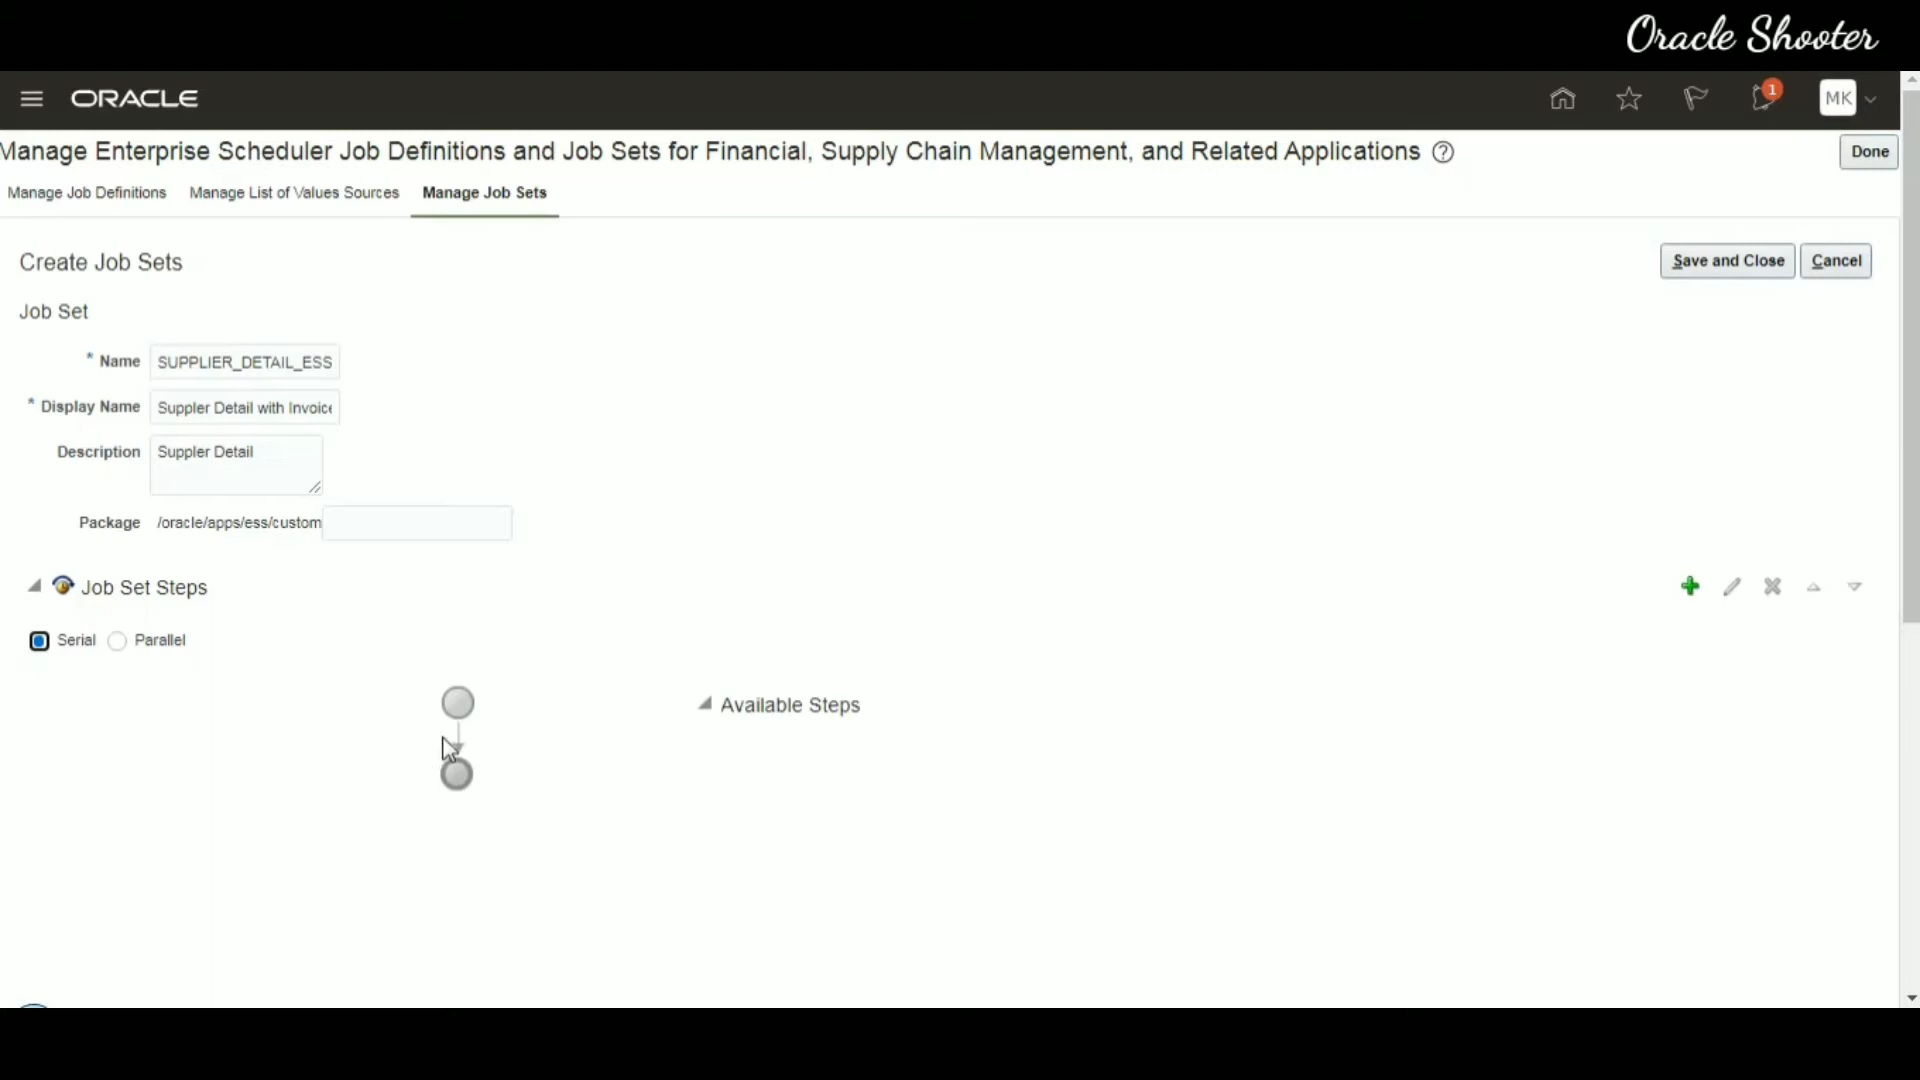 Oracle Shooter
ORACLE
1
MK
Manage Enterprise Scheduler Job Definitions and Job Sets for Financial, Supply Chain Management, and Related Applications ?
Done
Manage Job Definitions Manage List of Values Sources Manage Job Sets
Create Job Sets
Save and Close Cancel
Job Set
* Name SUPPLIER_DETAIL_ESS
* Display Name Suppler Detail with Invoice
Description Suppler Detail
Package /oracle/apps/ess/custom
Job Set Steps
Serial Parallel
Available Steps